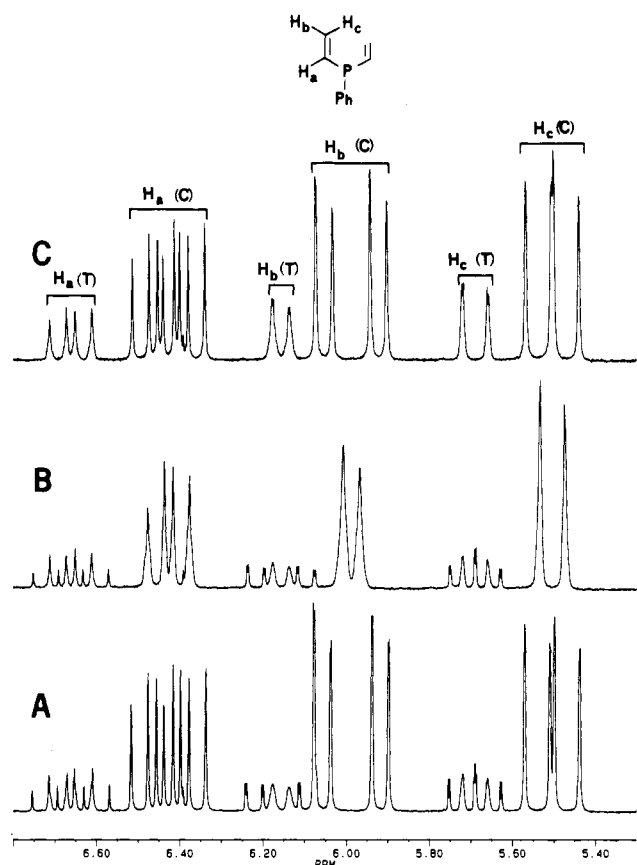 Hb Hc
Ha P
Ph
Hc (C)
Hb (C)
Ha (C)
Hb (T)
Hc (T)
Ha (T)
C
B
A
6.60 6.40 6.20 6.00 5.80 5.60 5.40
PPM